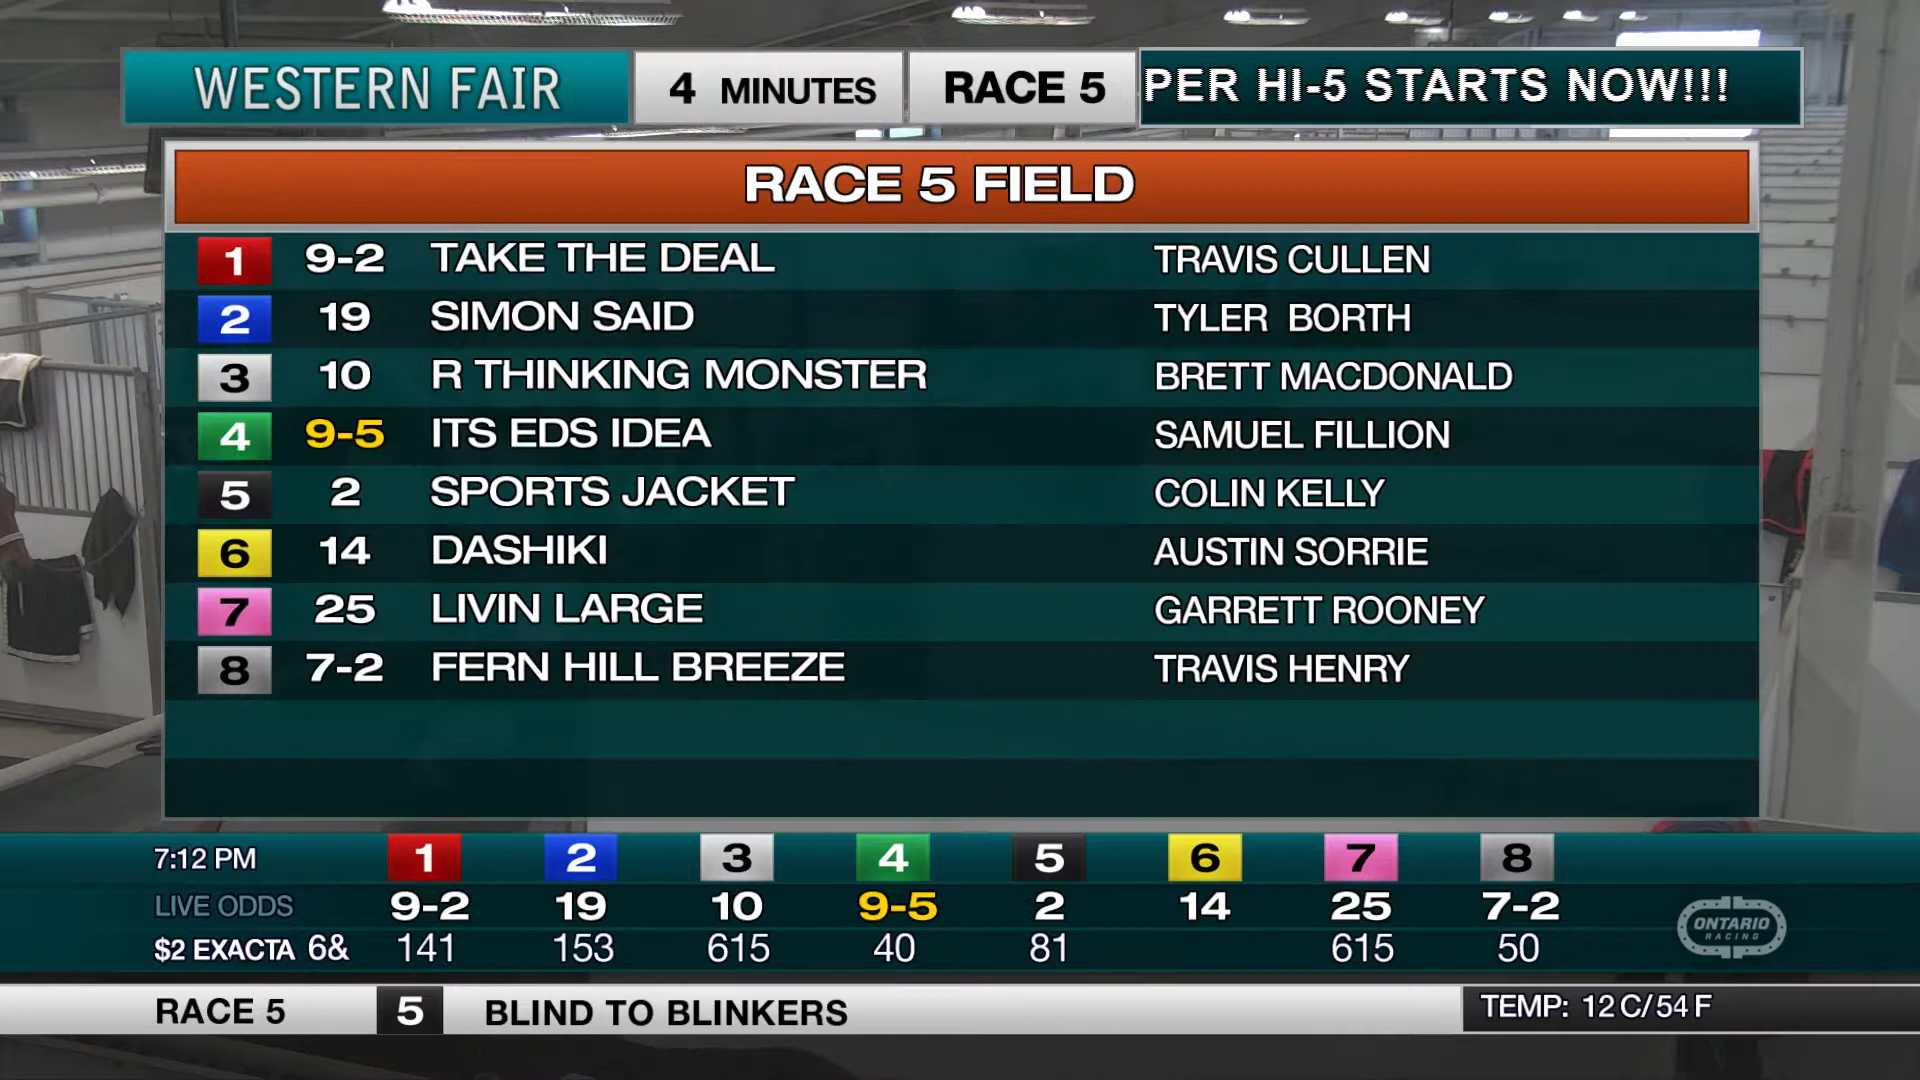 WESTERN FAIR
4 MINUTES
RACE 5
PER HI-5 STARTS NOW!!!
RACE 5 FIELD
1 9-2 TAKE THE DEAL TRAVIS CULLEN
2 19 SIMON SAID TYLER BORTH
3 10 R THINKING MONSTER BRETT MACDONALD
4 9-5 ITS EDS IDEA SAMUEL FILLION
5 2 SPORTS JACKET COLIN KELLY
6 14 DASHIKI AUSTIN SORRIE
7 25 LIVIN LARGE GARRETT ROONEY
8 7-2 FERN HILL BREEZE TRAVIS HENRY
7:12 PM 1 2 3 4 5 6 7 8
LIVE ODDS 9-2 19 10 9-5 2 14 25 7-2
$2 EXACTA 6& 141 153 615 40 81 615 50
ONTARIO
RACING
RACE 5 5 BLIND TO BLINKERS
TEMP: 12 C/54 F